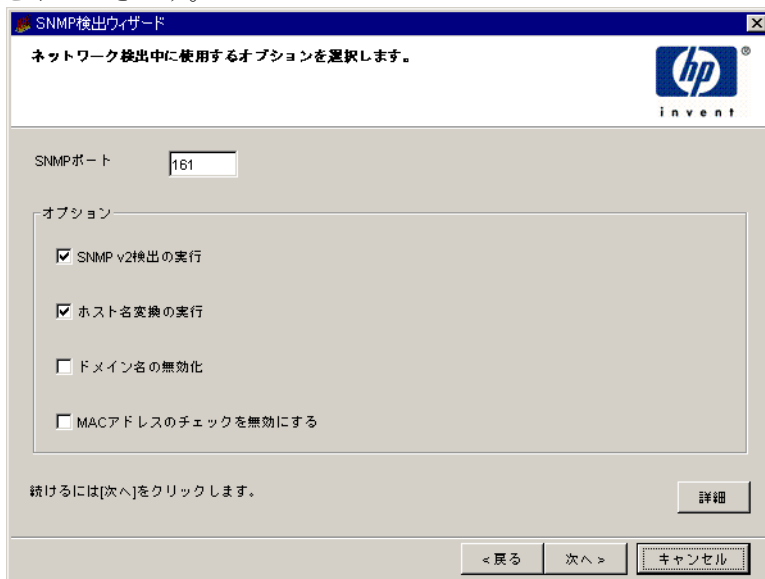 SNMP検出ウィザード
ネットワーク検出中に使用するオプションを選択します。
hp
®
invent
SNMPポート
161
オプション
SNMP v2検出の実行
ホスト名変換の実行
ドメイン名の無効化
MACアドレスのチェックを無効にする
続けるには[次へ]をクリックします。
詳細
<戻る
次へ>
キャンセル